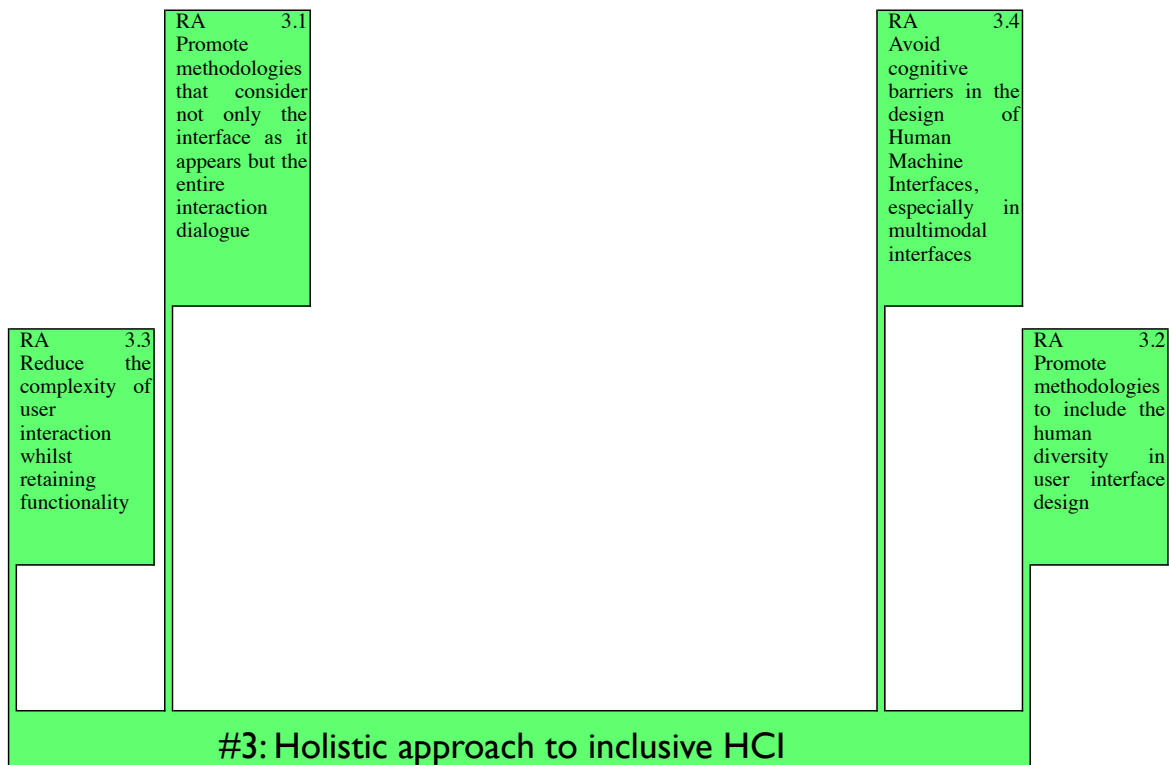 RA 3.1
Promote
methodologies
that consider
not only the
interface as it
appears but the
entire
interaction
dialogue
RA 3.4
Avoid
cognitive
barriers in the
design of
Human
Machine
Interfaces,
especially in
multimodal
interfaces
RA 3.3
Reduce the
complexity of
user
interaction
whilst
retaining
functionality
RA 3.2
Promote
methodologies
to include the
human
diversity in
user interface
design
#3: Holistic approach to inclusive HCI